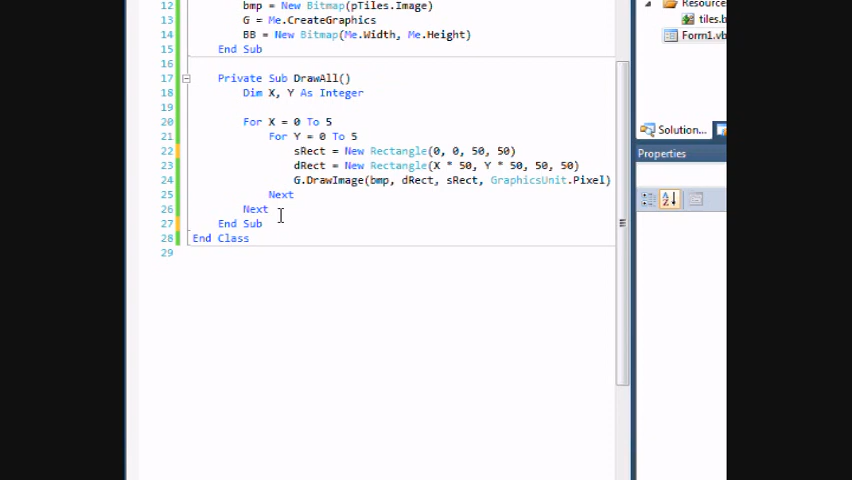 12 bmp = New Bitmap(pTiles.Image)
13 G = Me.CreateGraphics
14 BB = New Bitmap(Me.Width, Me.Height)
15 End Sub
16
17 Private Sub DrawAll()
18 Dim X, Y As Integer
19
20 For X = 0 To 5
21 For Y = 0 To 5
22 sRect = New Rectangle(0, 0, 50, 50)
23 dRect = New Rectangle(X * 50, Y * 50, 50, 50)
24 G.DrawImage(bmp, dRect, sRect, GraphicsUnit.Pixel)
25 Next
26 Next
27 End Sub
28 End Class
29
Resource
tiles.b
Form1.vb
Solution...
Properties